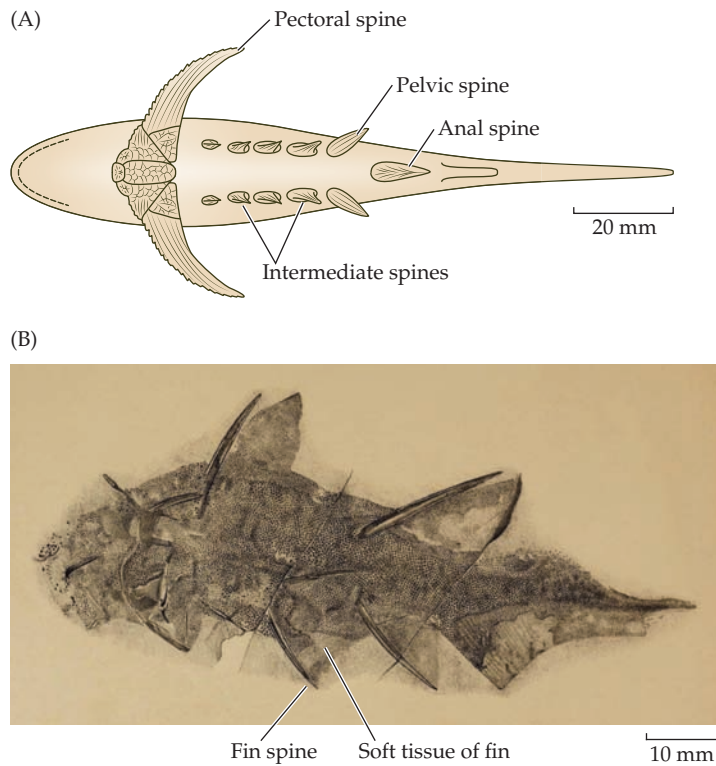 (A)
Pectoral spine
Pelvic spine
Anal spine
20 mm
Intermediate spines
(B)
Fin spine
Soft tissue of fin
10 mm